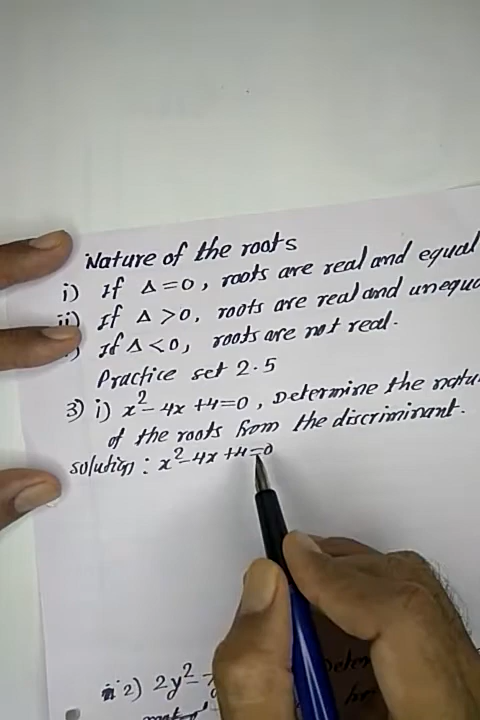 Nature of the roots
i) If Δ=0, roots are real and equal
ii) If Δ>0, roots are real and unequ
If Δ<0, roots are not real.
Practice set 2.5
3) i) x²-4x+4=0, Determine the natu
of the roots from the discriminant.
solution: x²-4x+4=0
2) 2y²-